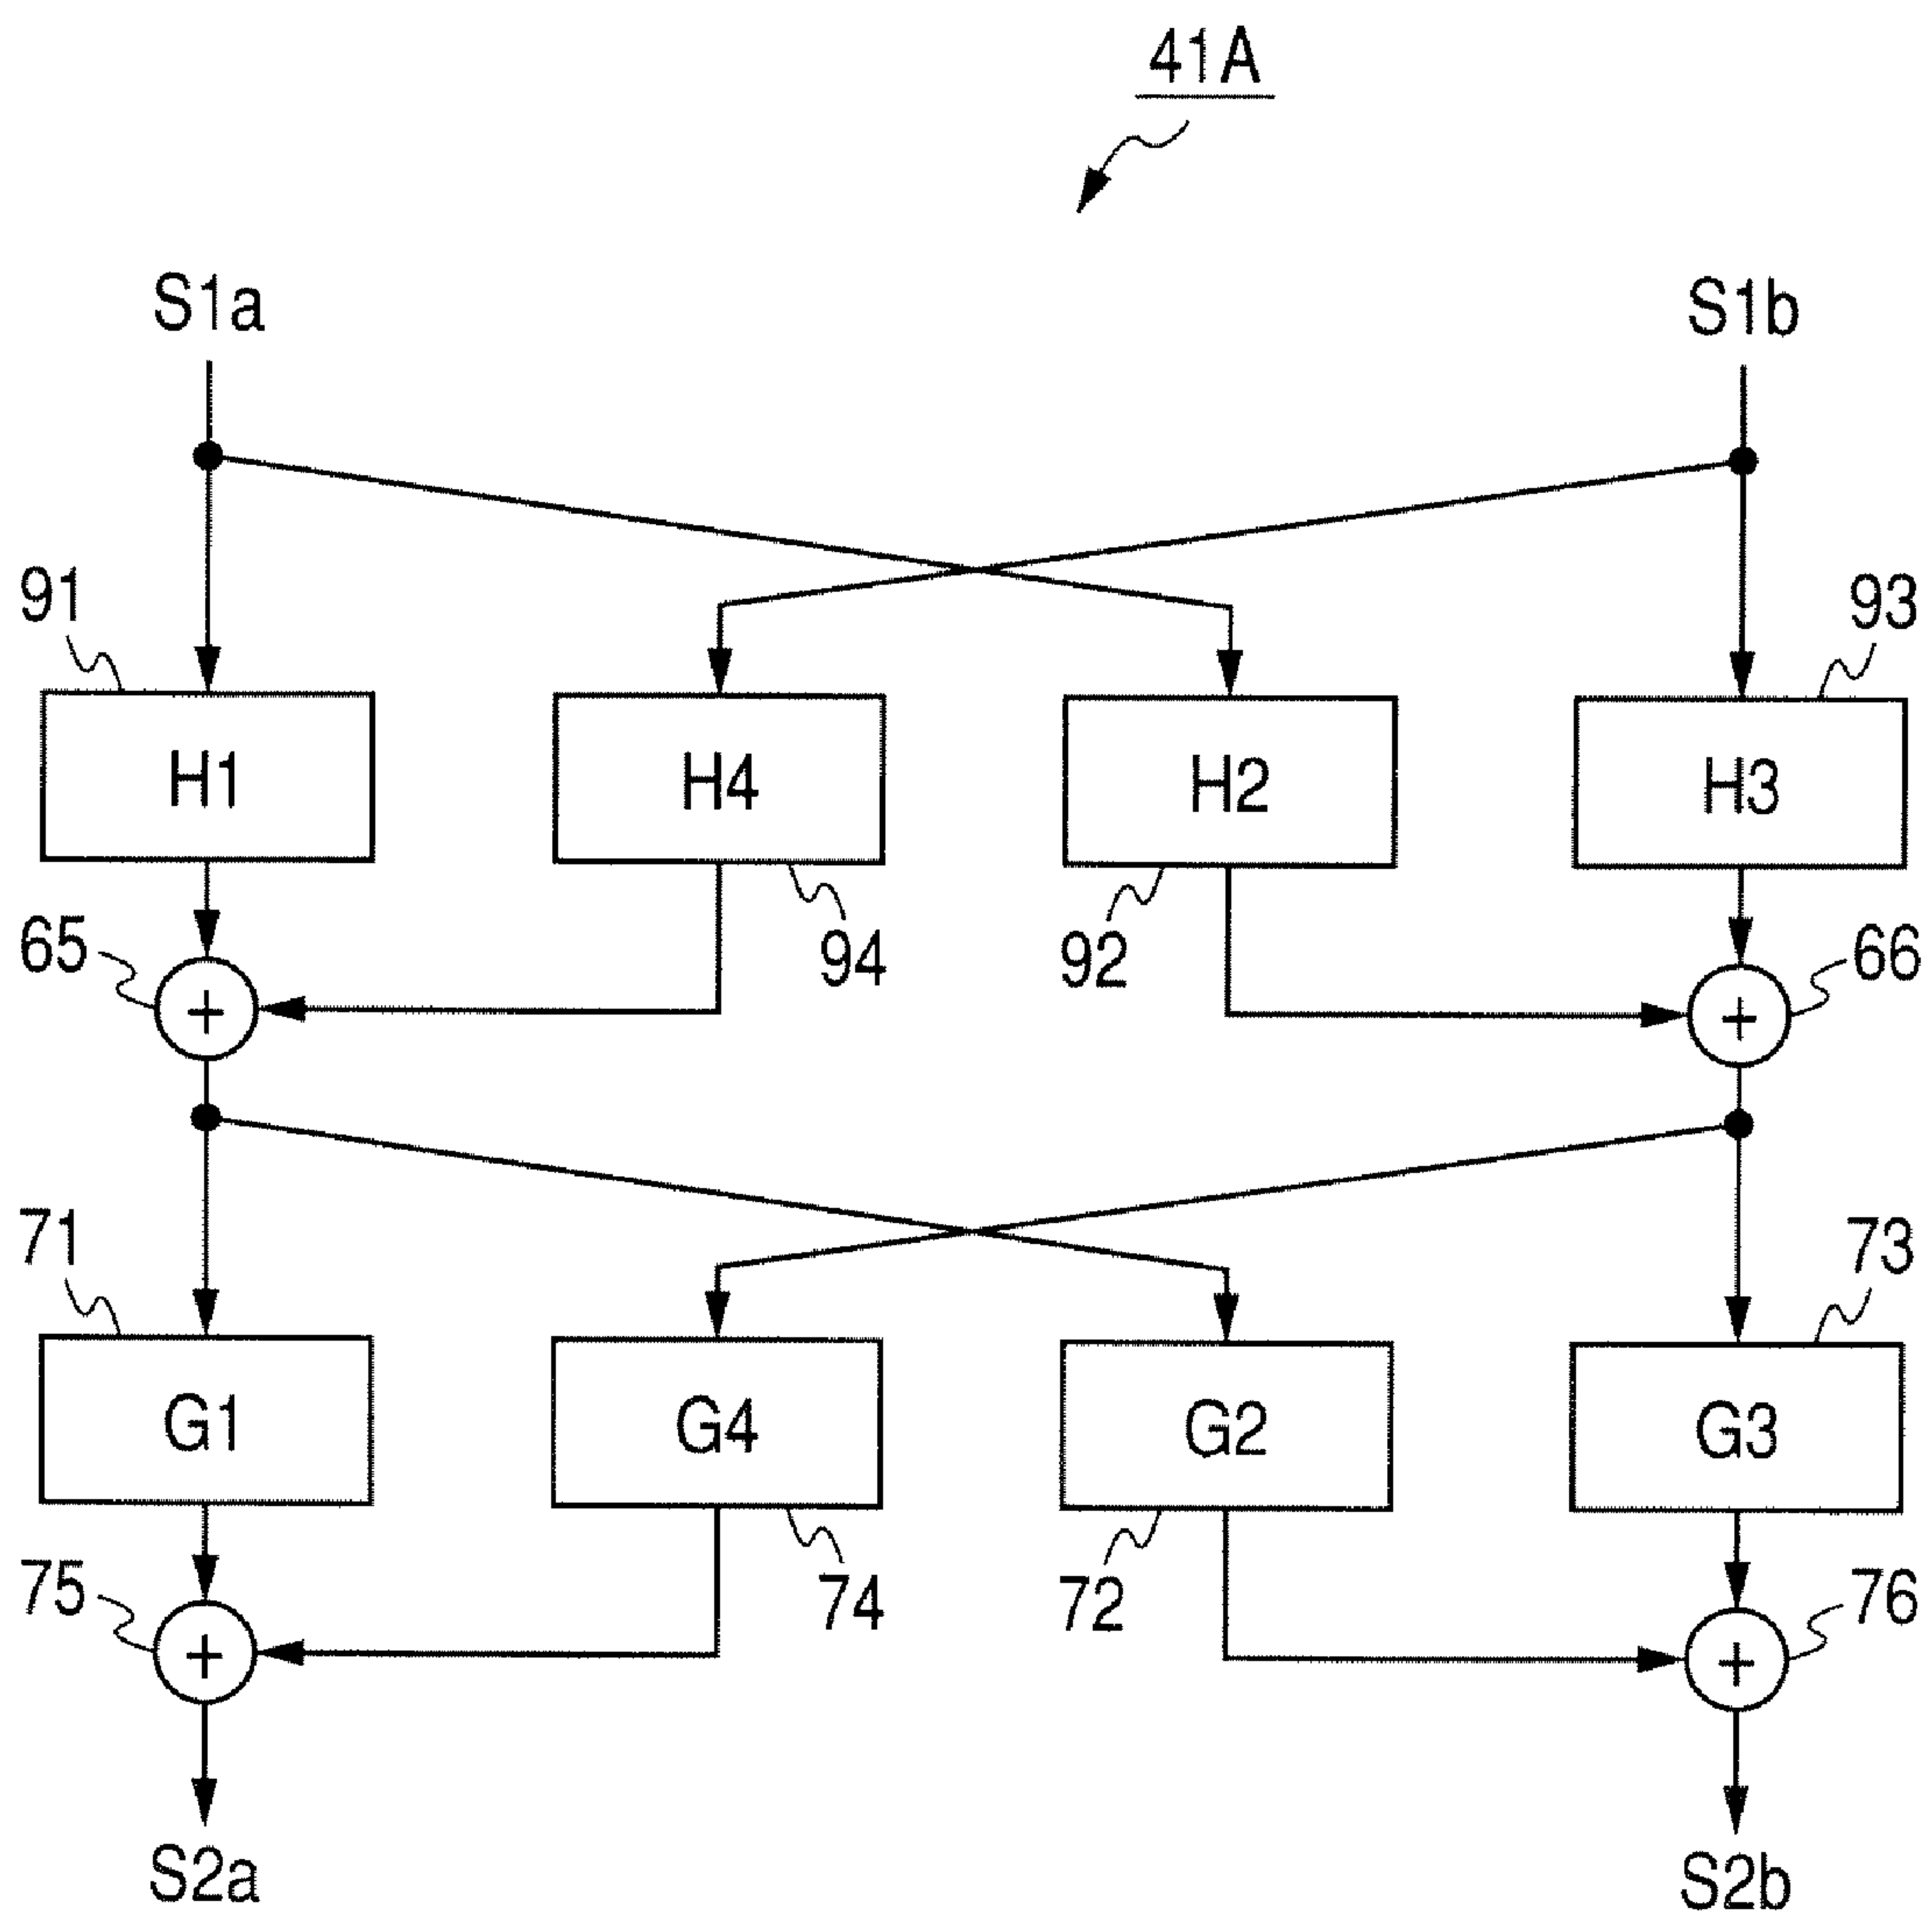 41A
S1a S1b
91 93
H1 H4 H2 H3
65 94 92 66
+ +
71 73
G1 G4 G2 G3
75 74 72 76
+ +
S2a S2b